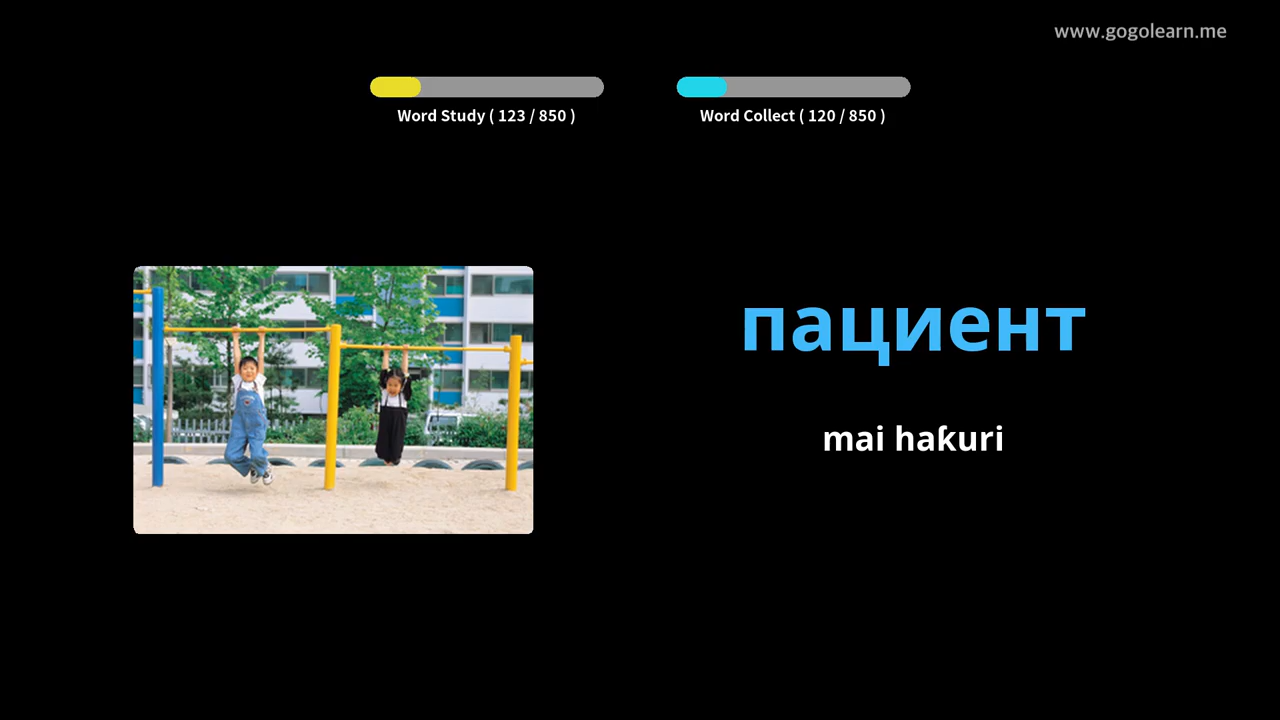 www.gogolearn.me
Word Study ( 123 / 850 )
Word Collect ( 120 / 850 )
пациент
mai haƙuri